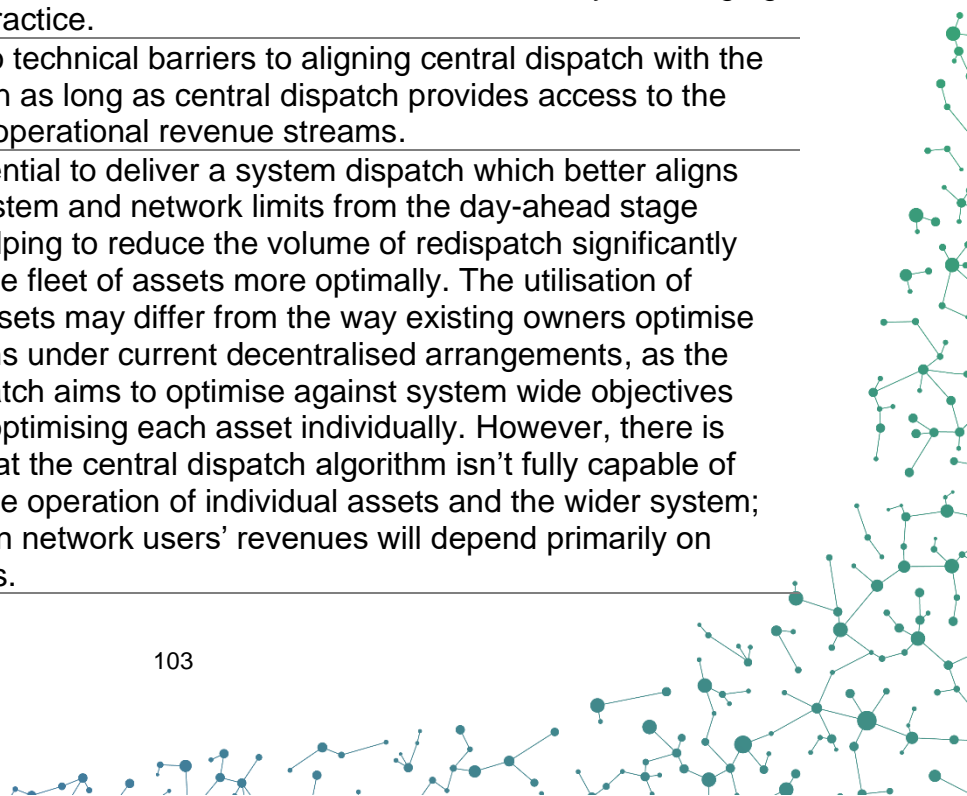 ractice.
o technical barriers to aligning central dispatch with the
n as long as central dispatch provides access to the
operational revenue streams.
ential to deliver a system dispatch which better aligns
stem and network limits from the day-ahead stage
lping to reduce the volume of redispatch significantly
e fleet of assets more optimally. The utilisation of
sets may differ from the way existing owners optimise
ns under current decentralised arrangements, as the
atch aims to optimise against system wide objectives
optimising each asset individually. However, there is
at the central dispatch algorithm isn’t fully capable of
e operation of individual assets and the wider system;
n network users’ revenues will depend primarily on
s.
103